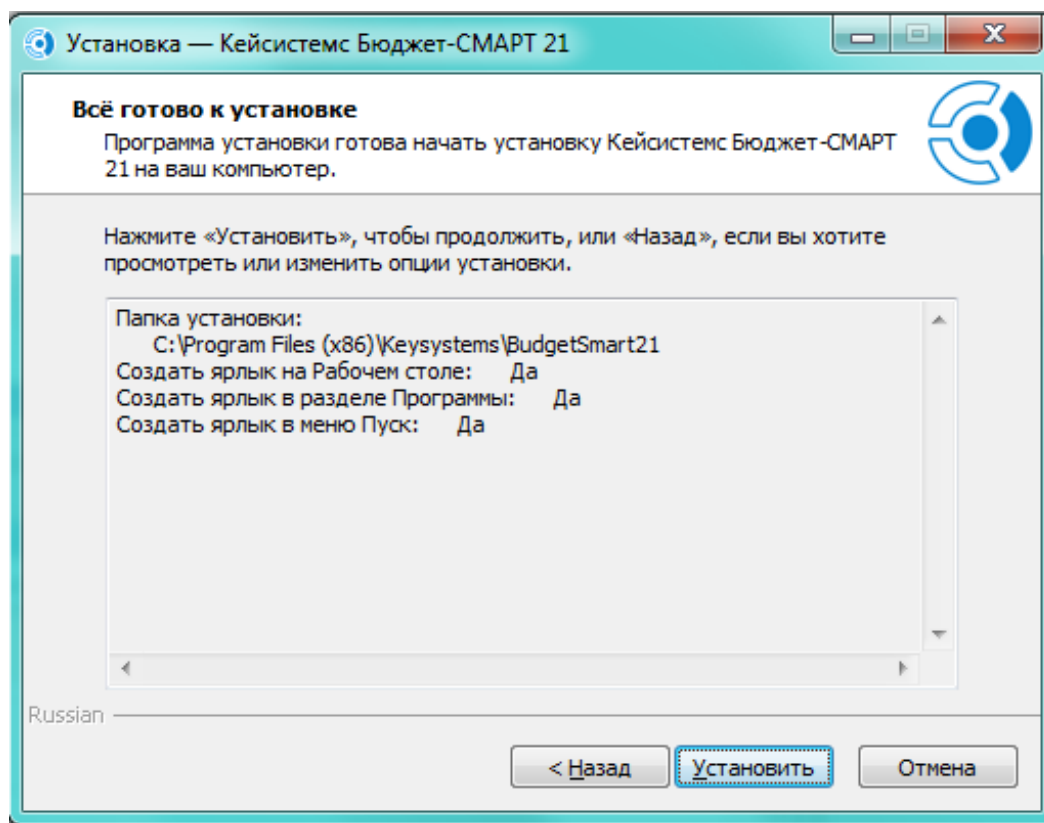 Установка — Кейсистемс Бюджет-СМАРТ 21
Всё готово к установке
Программа установки готова начать установку Кейсистемс Бюджет-СМАРТ
21 на ваш компьютер.
Нажмите «Установить», чтобы продолжить, или «Назад», если вы хотите
просмотреть или изменить опции установки.
Папка установки:
C:\Program Files (x86)\Keysystems\BudgetSmart21
Создать ярлык на Рабочем столе: Да
Создать ярлык в разделе Программы: Да
Создать ярлык в меню Пуск: Да
Russian
< Назад Установить Отмена